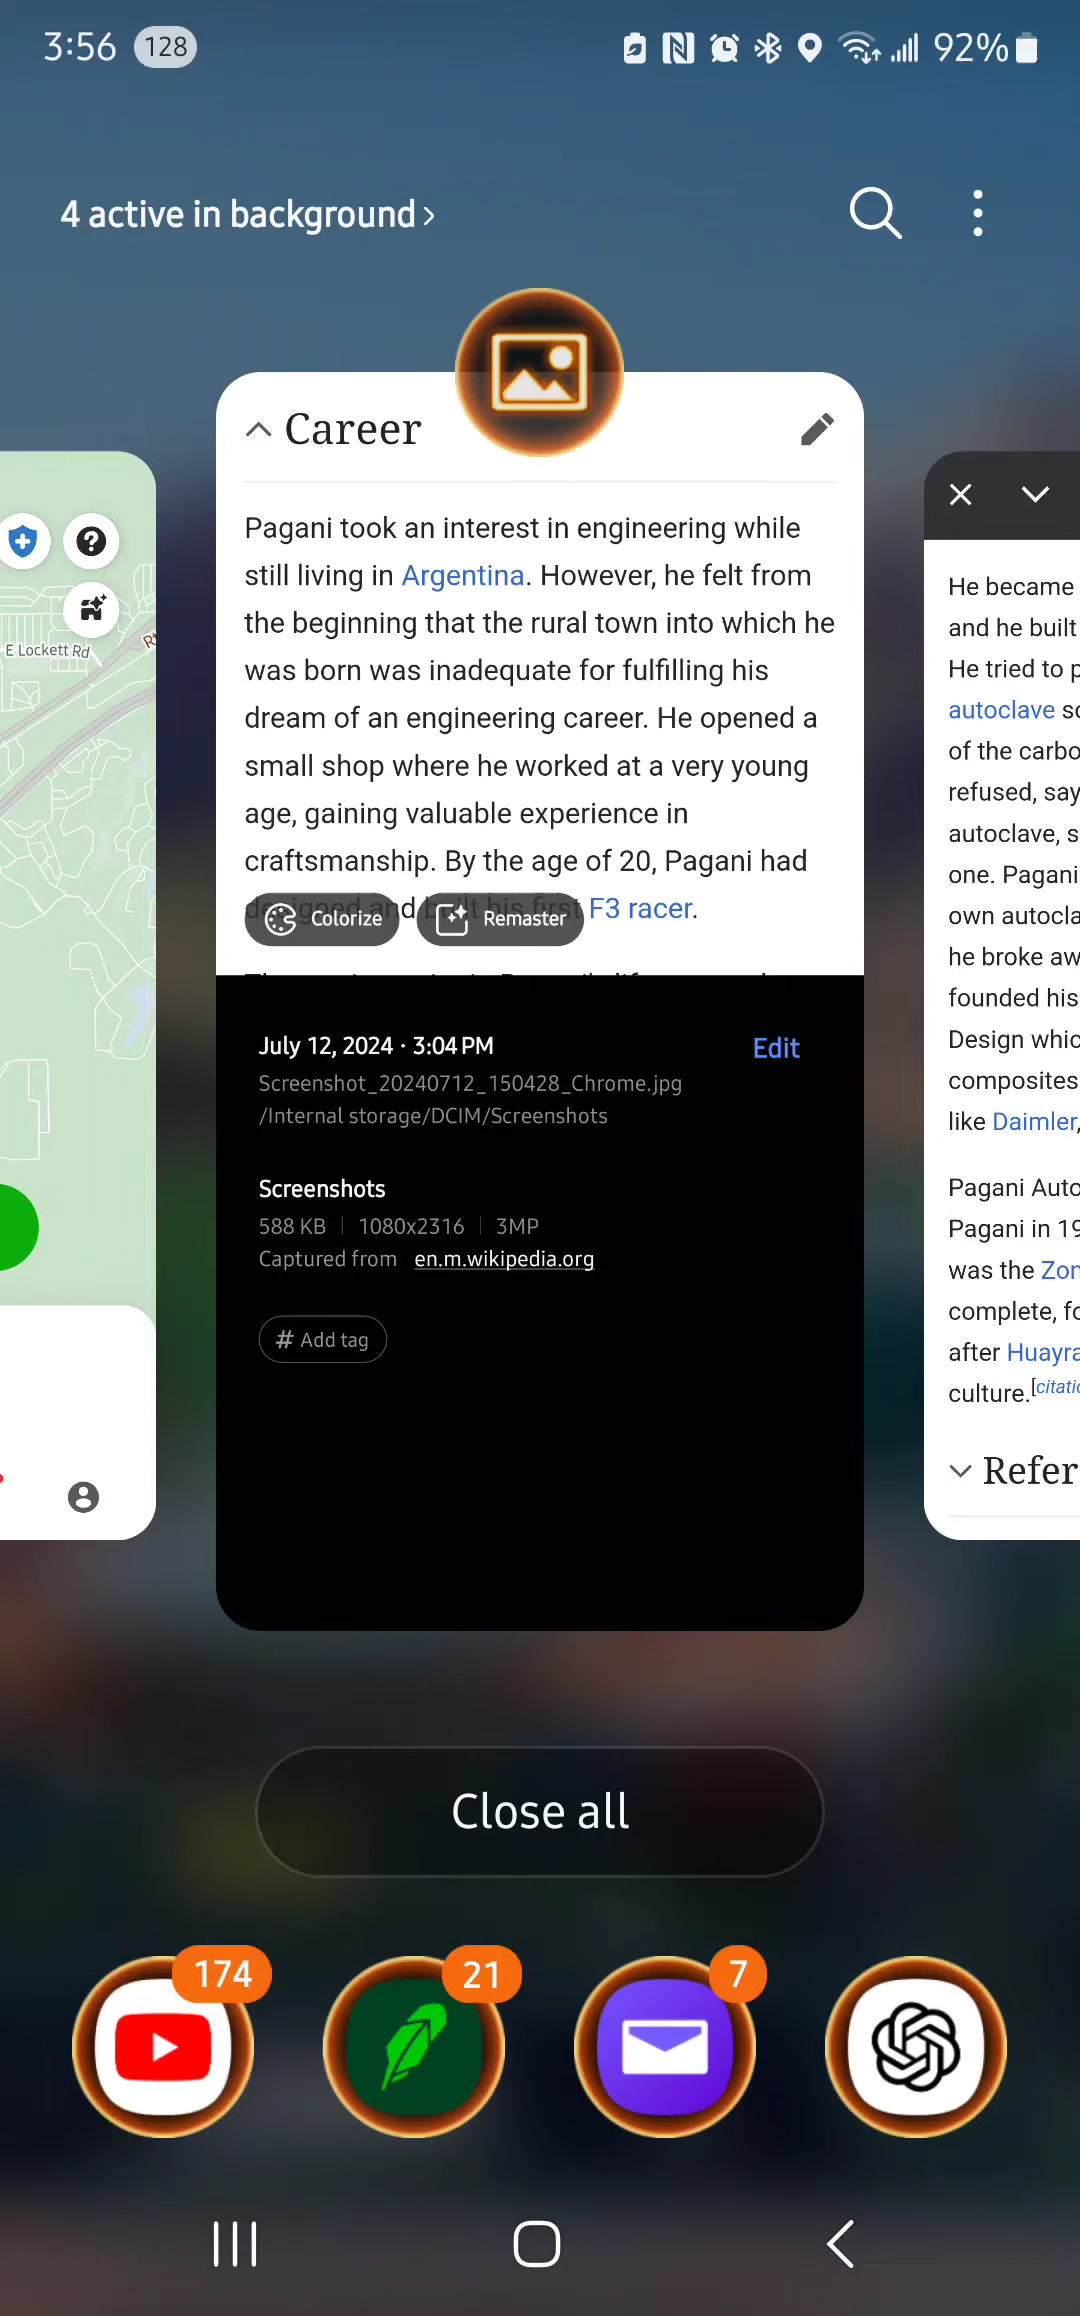 3:56 128 92%
4 active in background
Career
Pagani took an interest in engineering while
still living in Argentina. However, he felt from
the beginning that the rural town into which he
was born was inadequate for fulfilling his
dream of an engineering career. He opened a
small shop where he worked at a very young
age, gaining valuable experience in
craftsmanship. By the age of 20, Pagani had
designed and built his first F3 racer.
Colorize Remaster
July 12, 2024 · 3:04 PM Edit
Screenshot_20240712_150428_Chrome.jpg
/Internal storage/DCIM/Screenshots
Screenshots
588 KB 1080x2316 3MP
Captured from en.m.wikipedia.org
# Add tag
E Lockett Rd
He became
and he built
He tried to
autoclave
of the
refused,
autoclave,
one. Pagani
own
he broke
founded his
Design
composites
like Daimler,
Pagani
Pagani in
was the
complete,
after
culture.
Close all
174 21 7